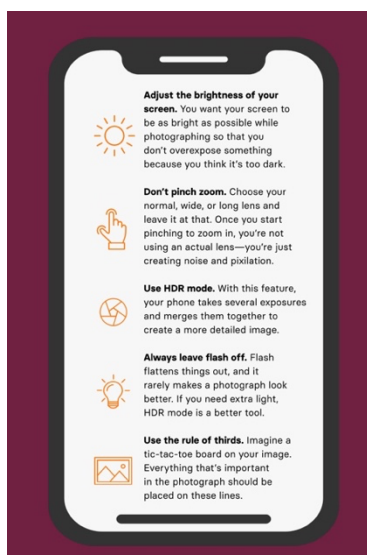 Adjust the brightness of your
screen. You want your screen to
be as bright as possible while
photographing so that you
don't overexpose something
because you think it's too dark.
Don't pinch zoom. Choose your
normal, wide, or long lens and
leave it at that. Once you start
pinching to zoom in, you're not
using an actual lens—you're just
creating noise and pixilation.
Use HDR mode. With this feature,
your phone takes several exposures
and merges them together to
create a more detailed image.
Always leave flash off. Flash
flattens things out, and it
rarely makes a photograph look
better. If you need extra light,
HDR mode is a better tool.
Use the rule of thirds. Imagine a
tic-tac-toe board on your image.
Everything that's important
in the photograph should be
placed on these lines.